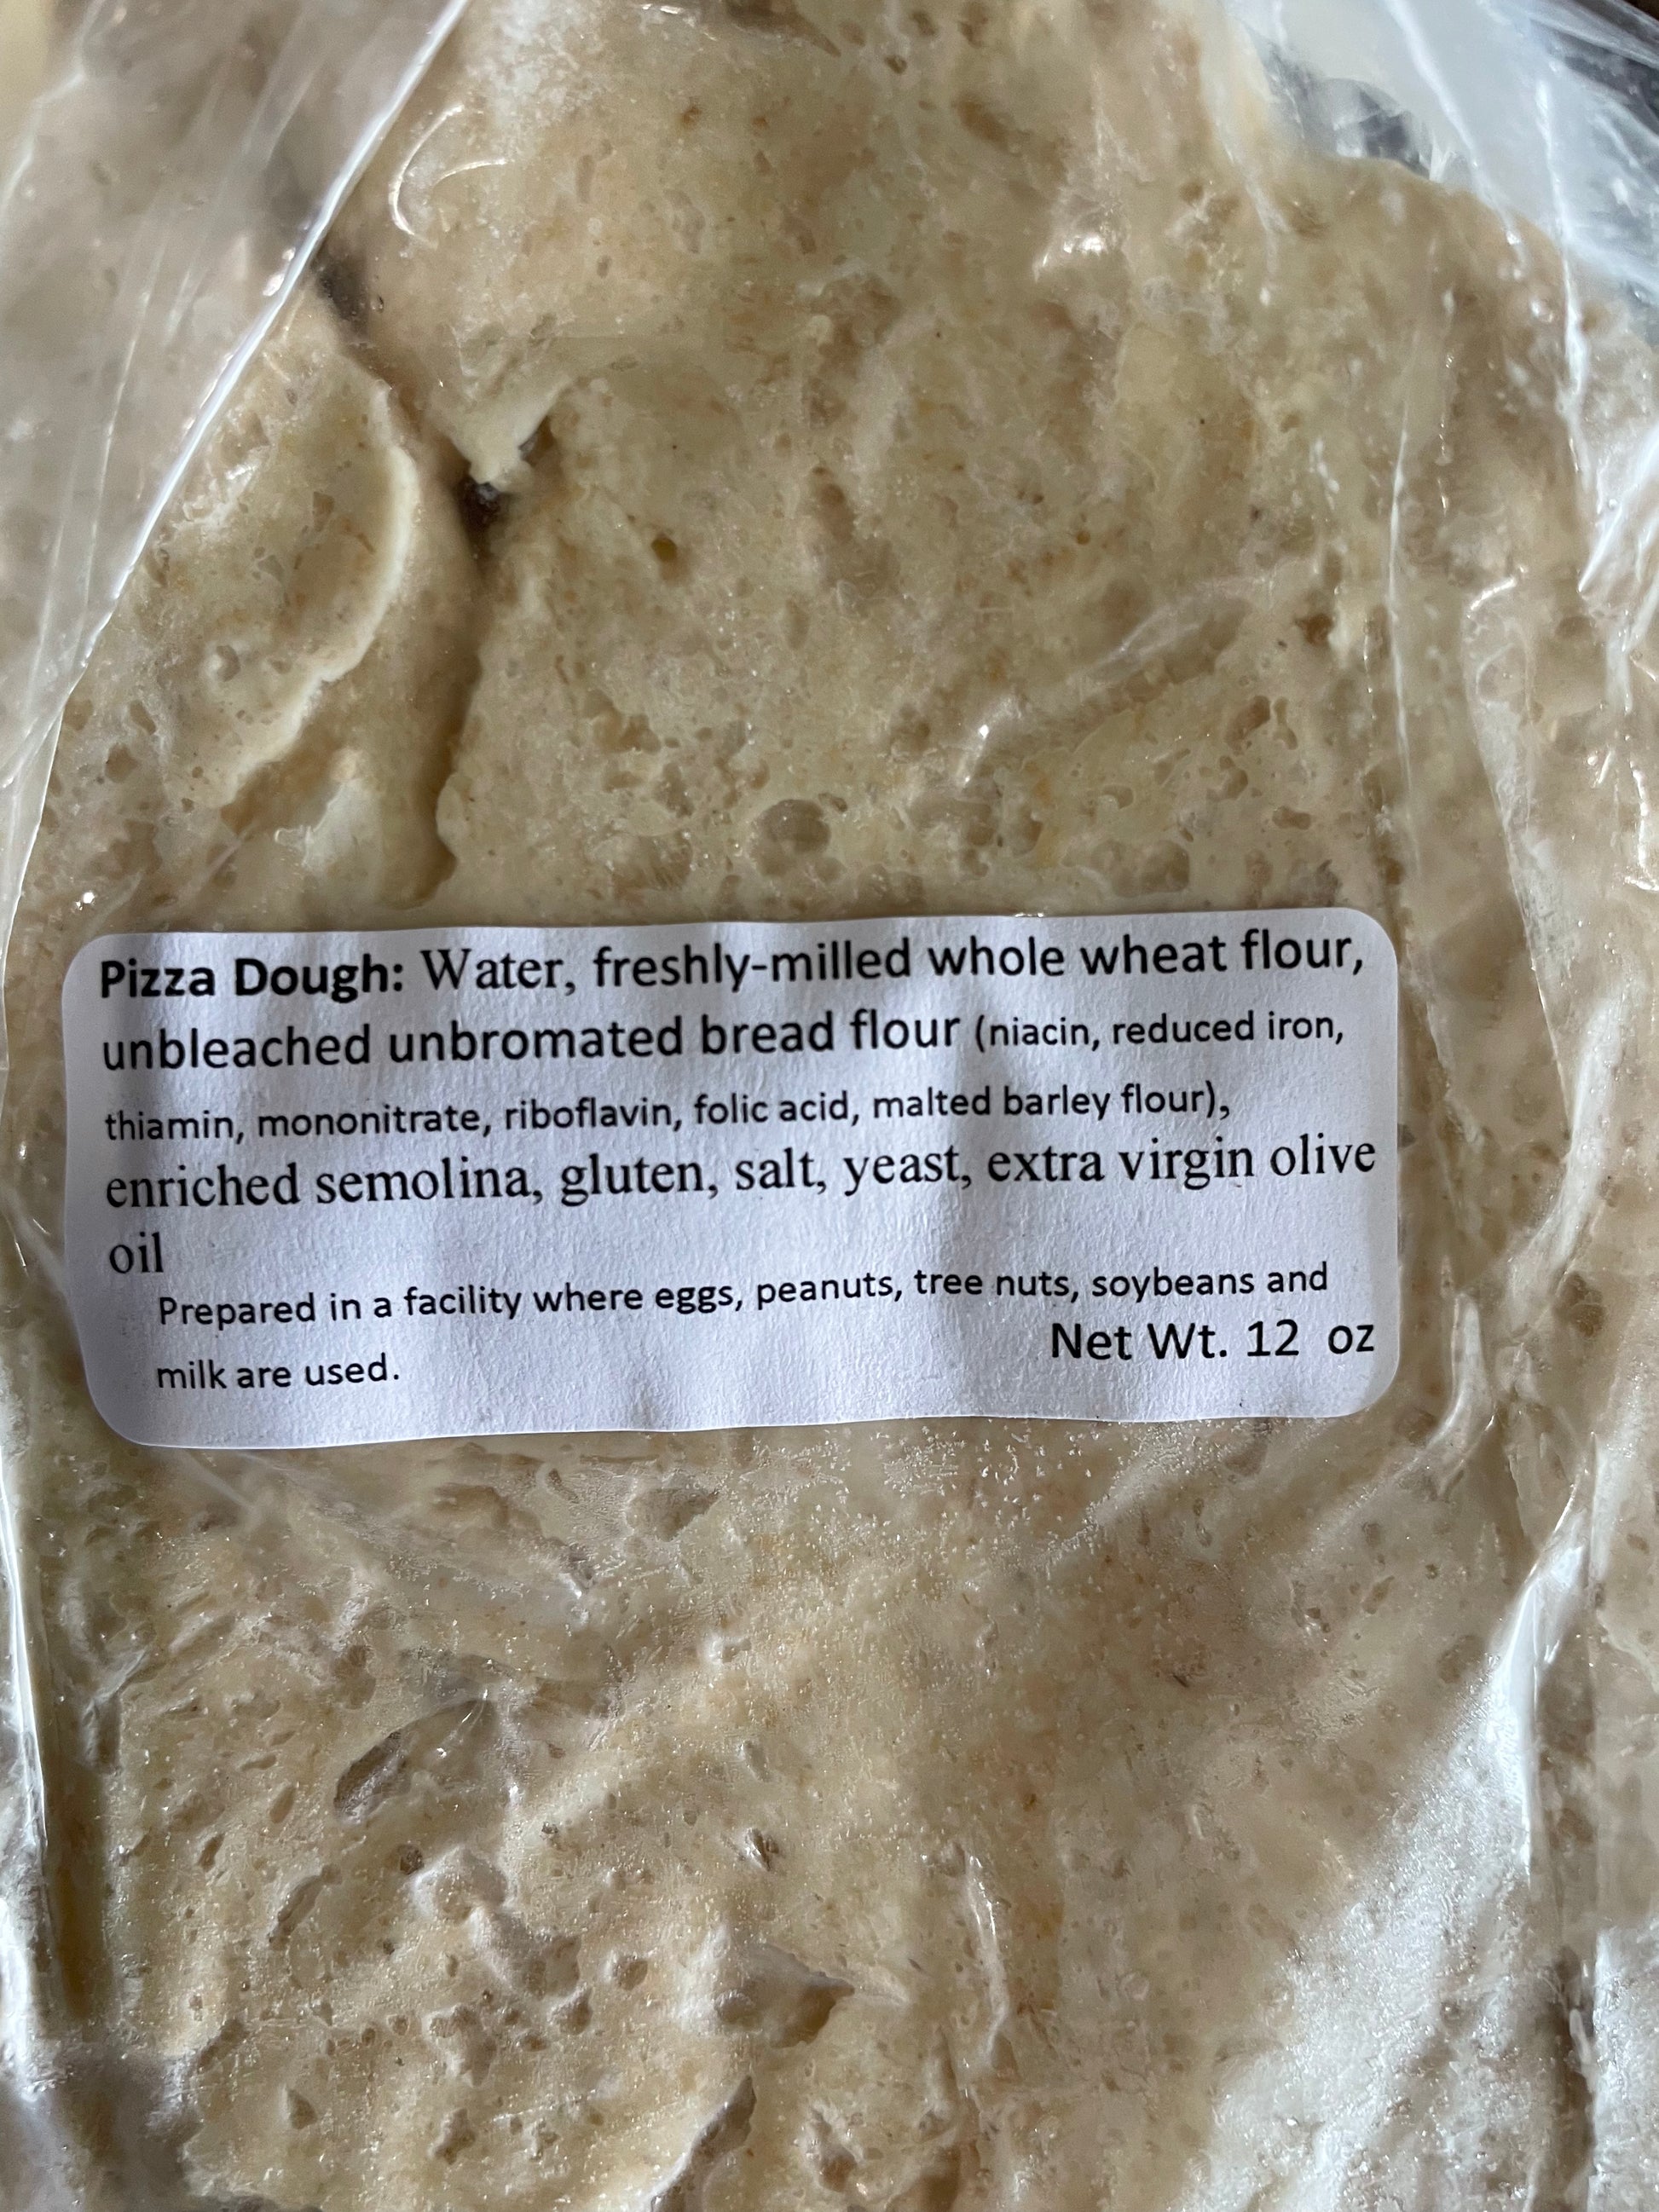 Pizza Dough: Water, freshly-milled whole wheat flour,
unbleached unbromated bread flour (niacin, reduced iron,
thiamin, mononitrate, riboflavin, folic acid, malted barley flour),
enriched semolina, gluten, salt, yeast, extra virgin olive
oil
Prepared in a facility where eggs, peanuts, tree nuts, soybeans and
milk are used.
Net Wt. 12 oz